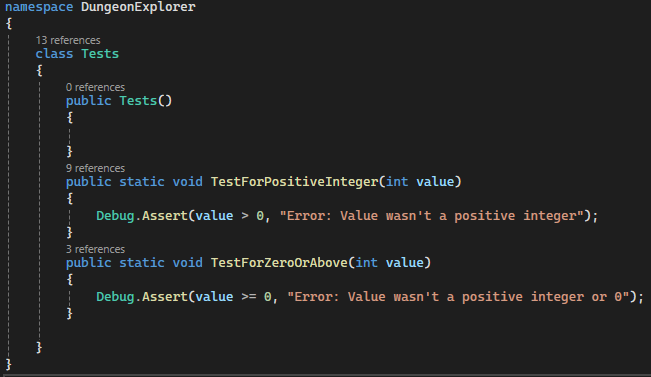 namespace DungeonExplorer
{
13 references
class Tests
{
0 references
public Tests()
{
}
9 references
public static void TestForPositiveInteger(int value)
{
Debug.Assert(value > 0, "Error: Value wasn't a positive integer");
}
3 references
public static void TestForZeroOrAbove(int value)
{
Debug.Assert(value >= 0, "Error: Value wasn't a positive integer or 0");
}
}
}